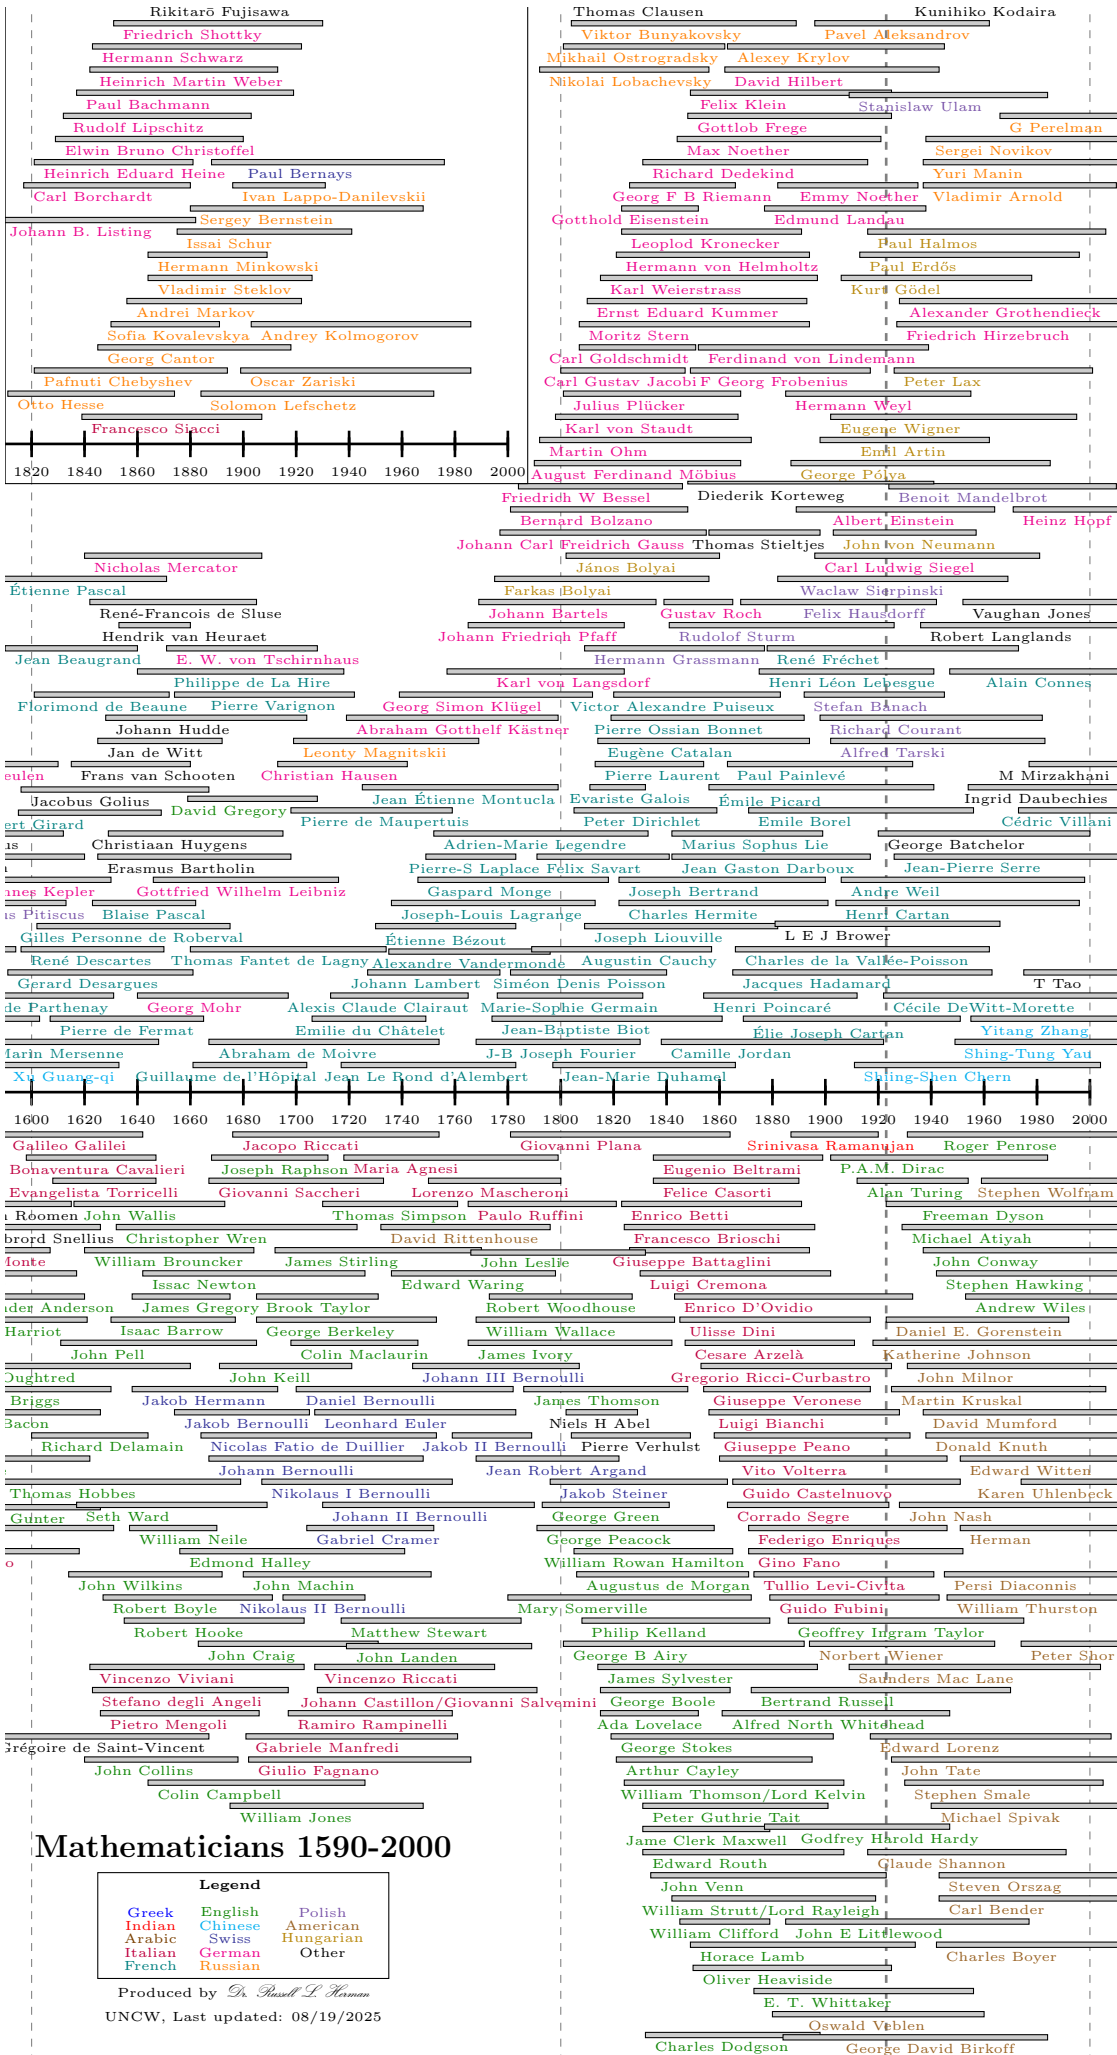 Rikitarō Fujisawa
Friedrich Shottky
Hermann Schwarz
Heinrich Martin Weber
Paul Bachmann
Rudolf Lipschitz
Elwin Bruno Christoffel
Heinrich Eduard Heine Paul Bernays
Carl Borchardt Ivan Lappo-Danilevskii
Sergey Bernstein
Johann B. Listing
Issai Schur
Hermann Minkowski
Vladimir Steklov
Andrei Markov
Sofia Kovalevskya Andrey Kolmogorov
Georg Cantor
Pafnuti Chebyshev Oscar Zariski
Otto Hesse Solomon Lefschetz
Francesco Siacci
1820 1840 1860 1880 1900 1920 1940 1960 1980 2000
Thomas Clausen Kunihiko Kodaira
Viktor Bunyakovsky Pavel Aleksandrov
Mikhail Ostrogradsky Alexey Krylov
Nikolai Lobachevsky David Hilbert
Felix Klein Stanislaw Ulam
Gottlob Frege G Perelman
Max Noether Sergei Novikov
Richard Dedekind Yuri Manin
Georg F B Riemann Emmy Noether Vladimir Arnold
Gotthold Eisenstein Edmund Landau
Leoplod Kronecker Paul Halmos
Hermann von Helmholtz Paul Erdös
Karl Weierstrass Kurt Gödel
Ernst Eduard Kummer Alexander Grothendieck
Moritz Stern Friedrich Hirzebruch
Carl Goldschmidt Ferdinand von Lindemann
Carl Gustav Jacobi F Georg Frobenius Peter Lax
Julius Plücker Hermann Weyl
Karl von Staudt Eugene Wigner
Martin Ohm Emil Artin
August Ferdinand Möbius George Pólya
Friedrich W Bessel Diederik Korteweg Benoit Mandelbrot
Bernard Bolzano Albert Einstein Heinz Hopf
Johann Carl Freidrich Gauss Thomas Stieltjes John von Neumann
Nicholas Mercator János Bolyai Carl Ludwig Siegel
Étienne Pascal Farkas Bolyai Waclaw Sierpinski
René-Francois de Sluse Johann Bartels Gustav Roch Felix Hausdorff Vaughan Jones
Hendrik van Heuraet Johann Friedrich Pfaff Rudolof Sturm Robert Langlands
Jean Beaugrand E. W. von Tschirnhaus Hermann Grassmann René Fréchet
Philippe de La Hire Karl von Langsdorf Henri Léon Lebesgue Alain Connes
Florimond de Beaune Pierre Varignon Georg Simon Klügel Victor Alexandre Puiseux Stefan Banach
Johann Hudde Abraham Gotthelf Kästner Pierre Ossian Bonnet Richard Courant
Jan de Witt Leonty Magnitskii Eugène Catalan Alfred Tarski
eulen Frans van Schooten Christian Hausen Pierre Laurent Paul Painlevé M Mirzakhani
Jacobus Golius David Gregory Jean Étienne Montucla Evariste Galois Émile Picard Ingrid Daubechies
ert Girard Pierre de Maupertuis Peter Dirichlet Emile Borel Cédric Villani
us Christiaan Huygens Adrien-Marie Legendre Marius Sophus Lie George Batchelor
Erasmus Bartholin Pierre-S Laplace Felix Savart Jean Gaston Darboux Jean-Pierre Serre
nnes Kepler Gottfried Wilhelm Leibniz Gaspard Monge Joseph Bertrand Andre Weil
us Pitiscus Blaise Pascal Joseph-Louis Lagrange Charles Hermite Henri Cartan
Gilles Personne de Roberval Étienne Bézout Joseph Liouville L E J Brower
René Descartes Thomas Fantet de Lagny Alexandre Vandermonde Augustin Cauchy Charles de la Vallée-Poisson
Gerard Desargues Johann Lambert Siméon Denis Poisson Jacques Hadamard T Tao
de Parthenay Georg Mohr Alexis Claude Clairaut Marie-Sophie Germain Henri Poincaré Cécile DeWitt-Morette
Pierre de Fermat Emilie du Châtelet Jean-Baptiste Biot Élie Joseph Cartan Yitang Zhang
Marin Mersenne Abraham de Moivre J-B Joseph Fourier Camille Jordan Shing-Tung Yau
Xu Guang-qi Guillaume de l'Hôpital Jean Le Rond d'Alembert Jean-Marie Duhamel Shiing-Shen Chern
1600 1620 1640 1660 1680 1700 1720 1740 1760 1780 1800 1820 1840 1860 1880 1900 1920 1940 1960 1980 2000
Galileo Galilei Jacopo Riccati Giovanni Plana Srinivasa Ramanujan Roger Penrose
Bonaventura Cavalieri Joseph Raphson Maria Agnesi Eugenio Beltrami P.A.M. Dirac
Evangelista Torricelli Giovanni Saccheri Lorenzo Mascheroni Felice Casorti Alan Turing Stephen Wolfram
n Roomen John Wallis Thomas Simpson Paulo Ruffini Enrico Betti Freeman Dyson
brord Snellius Christopher Wren David Rittenhouse Francesco Brioschi Michael Atiyah
Monte William Brouncker James Stirling John Leslie Giuseppe Battaglini John Conway
Issac Newton Edward Waring Luigi Cremona Stephen Hawking
nder Anderson James Gregory Brook Taylor Robert Woodhouse Enrico D'Ovidio Andrew Wiles
Harriot Isaac Barrow George Berkeley William Wallace Ulisse Dini Daniel E. Gorenstein
John Pell Colin Maclaurin James Ivory Cesare Arzelà Katherine Johnson
Oughtred John Keill Johann III Bernoulli Gregorio Ricci-Curbastro John Milnor
Briggs Jakob Hermann Daniel Bernoulli James Thomson Giuseppe Veronese Martin Kruskal
Bacon Jakob Bernoulli Leonhard Euler Niels H Abel Luigi Bianchi David Mumford
Richard Delamain Nicolas Fatio de Duillier Jakob II Bernoulli Pierre Verhulst Giuseppe Peano Donald Knuth
Johann Bernoulli Jean Robert Argand Vito Volterra Edward Witten
Thomas Hobbes Nikolaus I Bernoulli Jakob Steiner Guido Castelnuovo Karen Uhlenbeck
Gunter Seth Ward Johann II Bernoulli George Green Corrado Segre John Nash
William Neile Gabriel Cramer George Peacock Federigo Enriques Herman
o Edmond Halley William Rowan Hamilton Gino Fano
John Wilkins John Machin Augustus de Morgan Tullio Levi-Civita Persi Diaconnis
Robert Boyle Nikolaus II Bernoulli Mary Somerville Guido Fubini William Thurston
Robert Hooke Matthew Stewart Philip Kelland Geoffrey Ingram Taylor
John Craig John Landen George B Airy Norbert Wiener Peter Shor
Vincenzo Viviani Vincenzo Riccati James Sylvester Saunders Mac Lane
Stefano degli Angeli Johann Castillon/Giovanni Salvemini George Boole Bertrand Russell
Pietro Mengoli Ramiro Rampinelli Ada Lovelace Alfred North Whitehead
Grégoire de Saint-Vincent Gabriele Manfredi George Stokes Edward Lorenz
John Collins Giulio Fagnano Arthur Cayley John Tate
Colin Campbell William Thomson/Lord Kelvin Stephen Smale
William Jones Peter Guthrie Tait Michael Spivak
Jame Clerk Maxwell Godfrey Harold Hardy
Edward Routh Claude Shannon
John Venn Steven Orszag
William Strutt/Lord Rayleigh Carl Bender
William Clifford John E Littlewood
Horace Lamb Charles Boyer
Oliver Heaviside
E. T. Whittaker
Oswald Veblen
Charles Dodgson George David Birkoff
Mathematicians 1590-2000
Legend
Greek English Polish
Indian Chinese American
Arabic Swiss Hungarian
Italian German Other
French Russian
Produced by Dr. Russell L. Herman
UNCW, Last updated: 08/19/2025